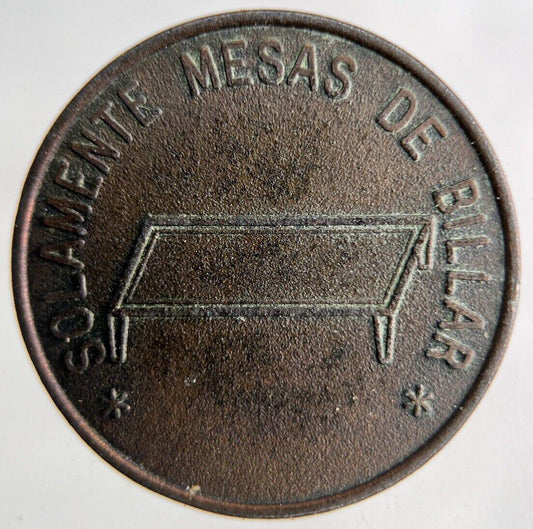 * SOLAMENTE MESAS DE BILLAR *